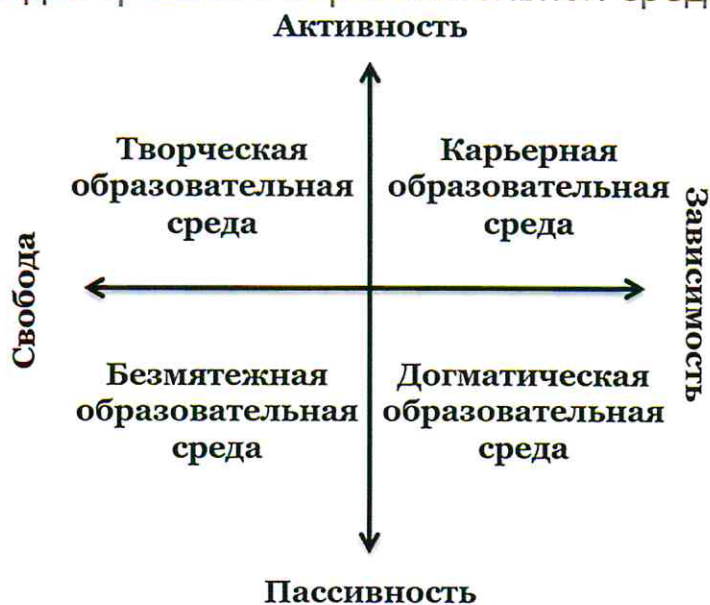 Активность
Творческая
образовательная
среда
Карьерная
образовательная
среда
Свобода
Зависимость
Безмятежная
образовательная
среда
Догматическая
образовательная
среда
Пассивность